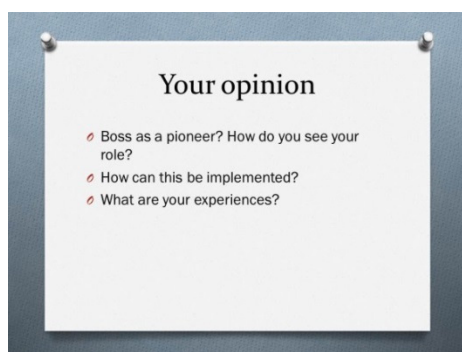 Your opinion
Boss as a pioneer? How do you see your
role?
How can this be implemented?
What are your experiences?